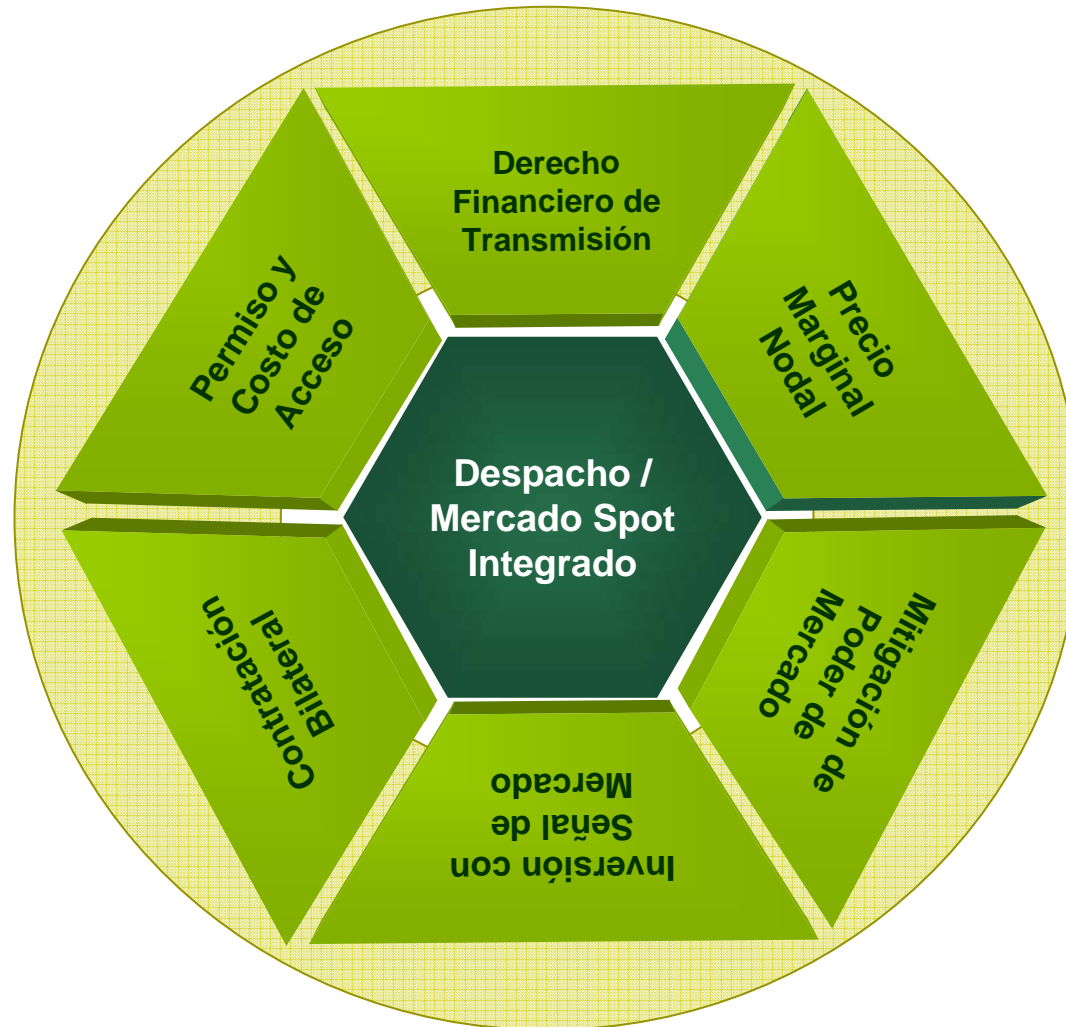 Derecho
Financiero de
Transmisión
Precio
Marginal
Nodal
Mitigación de
Poder de
Mercado
Inversión con
Señal de
Mercado
Contratación
Bilateral
Permiso y
Costo de
Acceso
Despacho /
Mercado Spot
Integrado